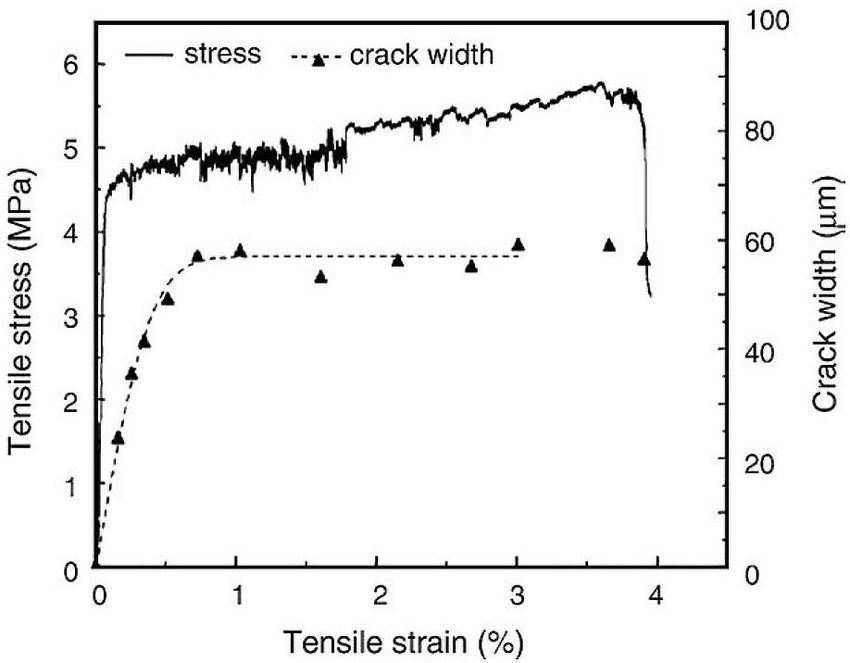 stress
crack width
6
5
4
3
2
1
0
Tensile stress (MPa)
100
80
60
40
20
0
Crack width (μm)
0 1 2 3 4
Tensile strain (%)